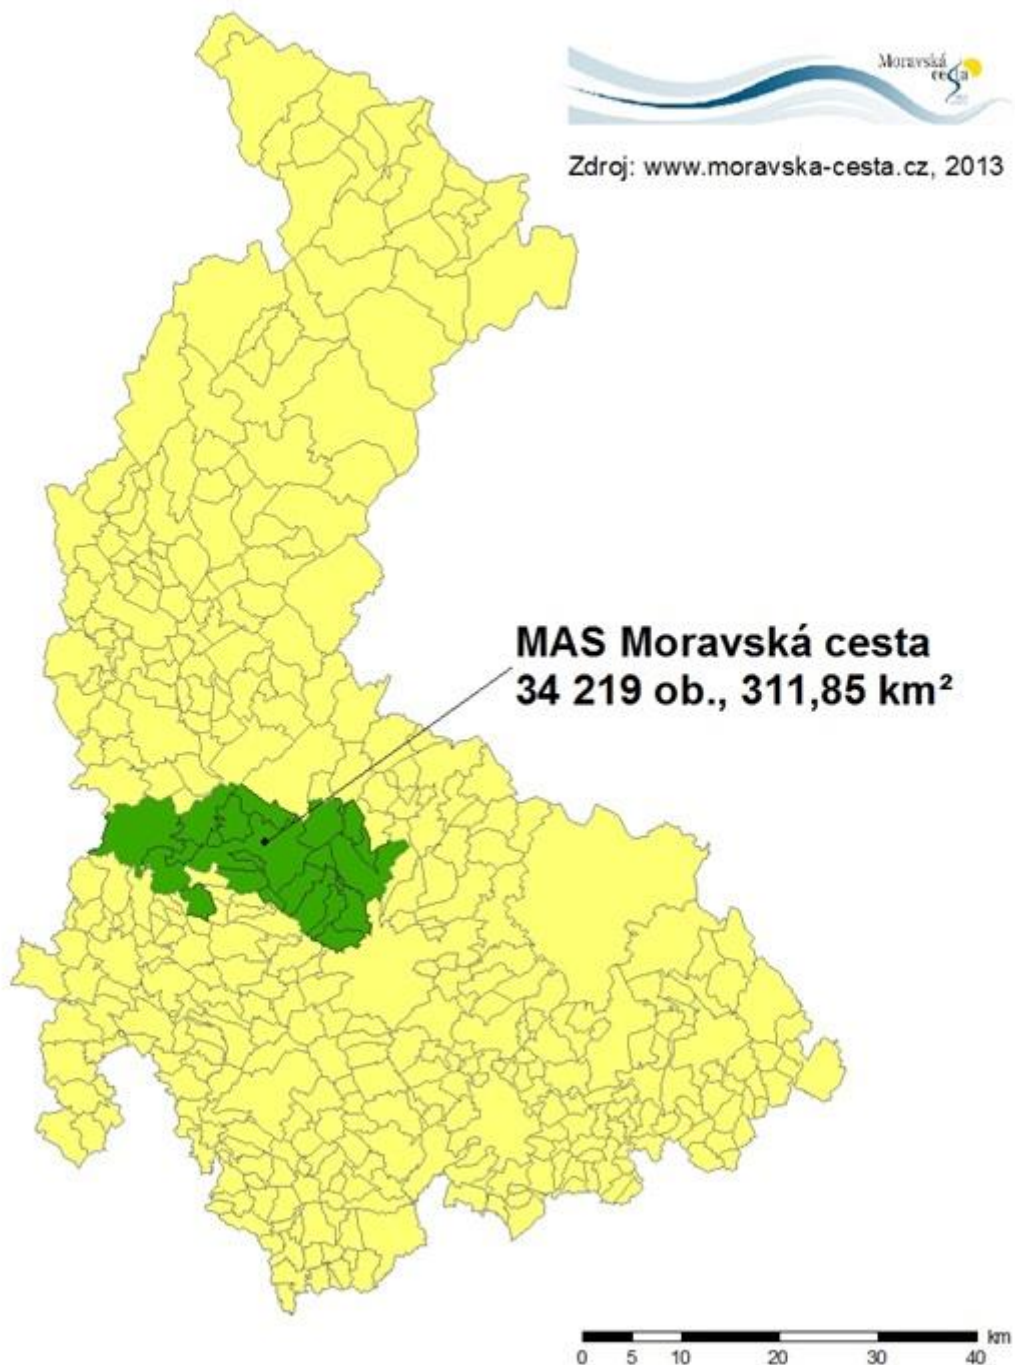 Moravská
cesta
Zdroj: www.moravska-cesta.cz, 2013
MAS Moravská cesta
34 219 ob., 311,85 km²
km
0 5 10 20 30 40